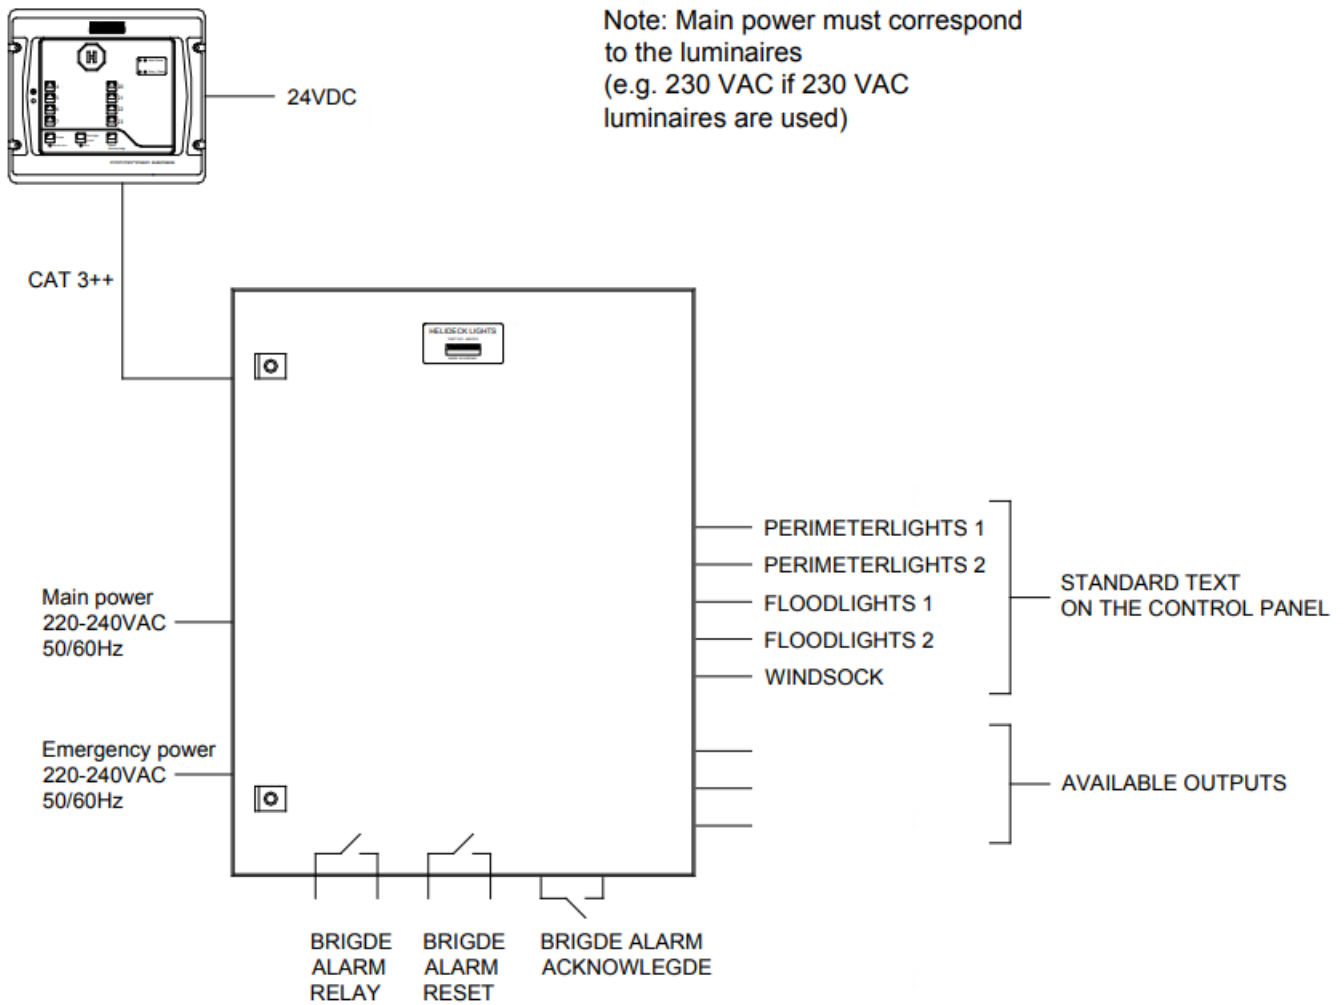 Note: Main power must correspond
to the luminaires
(e.g. 230 VAC if 230 VAC
luminaires are used)
H
24VDC
CAT 3++
HELIDECK LIGHTS
PERIMETERLIGHTS 1
PERIMETERLIGHTS 2
FLOODLIGHTS 1
FLOODLIGHTS 2
WINDSOCK
STANDARD TEXT
ON THE CONTROL PANEL
Main power
220-240VAC
50/60Hz
Emergency power
220-240VAC
50/60Hz
AVAILABLE OUTPUTS
BRIGDE
ALARM
RELAY
BRIGDE
ALARM
RESET
BRIGDE ALARM
ACKNOWLEGDE